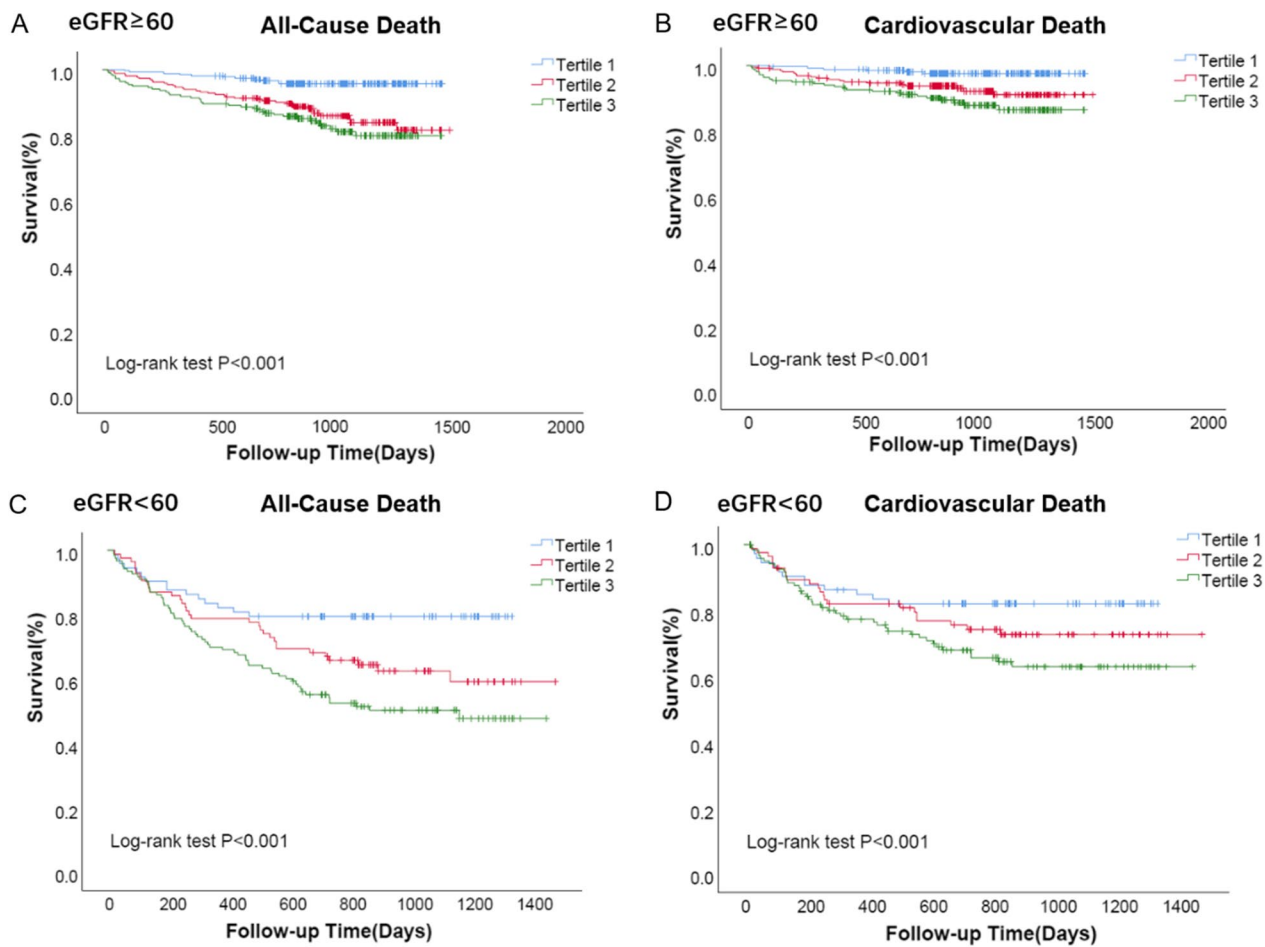 A eGFR≥60 All-Cause Death
Tertile 1
Tertile 2
Tertile 3
Survival(%)
1.0
0.8
0.6
0.4
0.2
0.0
Log-rank test P<0.001
0 500 1000 1500 2000
Follow-up Time(Days)
B eGFR≥60 Cardiovascular Death
Tertile 1
Tertile 2
Tertile 3
Survival(%)
1.0
0.8
0.6
0.4
0.2
0.0
Log-rank test P<0.001
0 500 1000 1500 2000
Follow-up Time(Days)
C eGFR<60 All-Cause Death
Tertile 1
Tertile 2
Tertile 3
Survival(%)
1.0
0.8
0.6
0.4
0.2
0.0
Log-rank test P<0.001
0 200 400 600 800 1000 1200 1400
Follow-up Time(Days)
D eGFR<60 Cardiovascular Death
Tertile 1
Tertile 2
Tertile 3
Survival(%)
1.0
0.8
0.6
0.4
0.2
0.0
Log-rank test P<0.001
0 200 400 600 800 1000 1200 1400
Follow-up Time(Days)